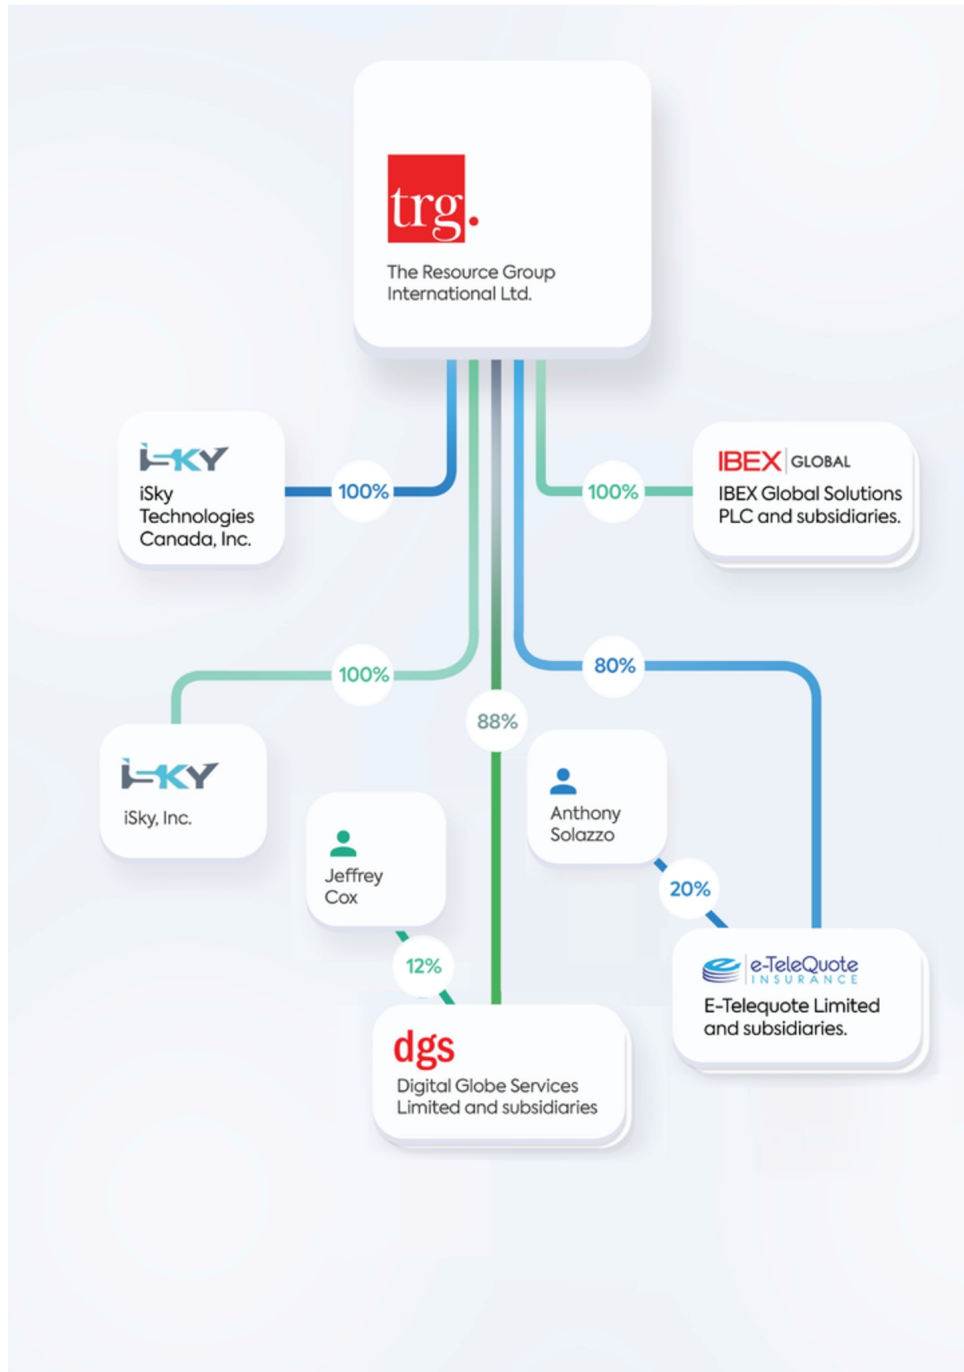 trg.
The Resource Group
International Ltd.
iSKY
iSky
Technologies
Canada, Inc.
100%
100%
IBEX GLOBAL
IBEX Global Solutions
PLC and subsidiaries.
100%
80%
88%
iSKY
iSky, Inc.
Jeffrey
Cox
12%
Anthony
Solazzo
20%
e-TeleQuote
INSURANCE
E-Telequote Limited
and subsidiaries.
dgs
Digital Globe Services
Limited and subsidiaries